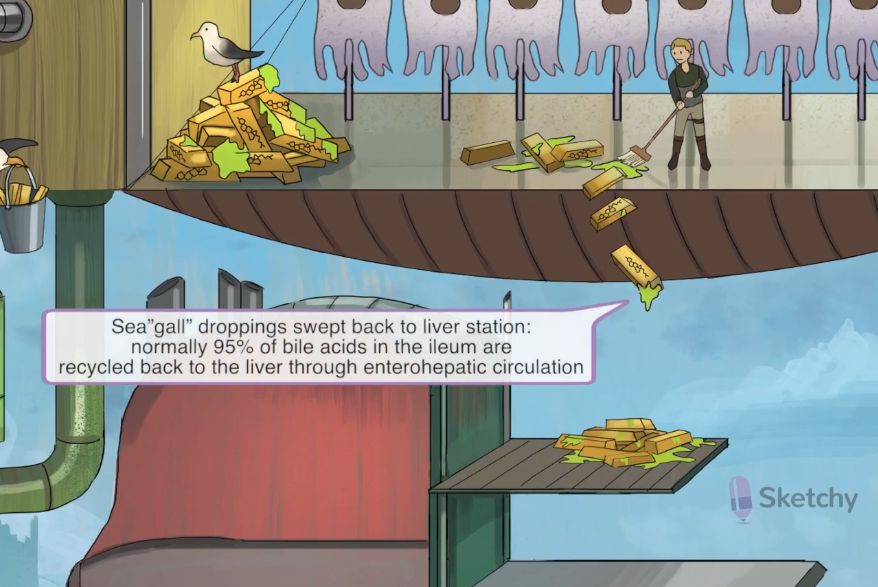 Sea"gall" droppings swept back to liver station:
normally 95% of bile acids in the ileum are
recycled back to the liver through enterohepatic circulation
Sketchy